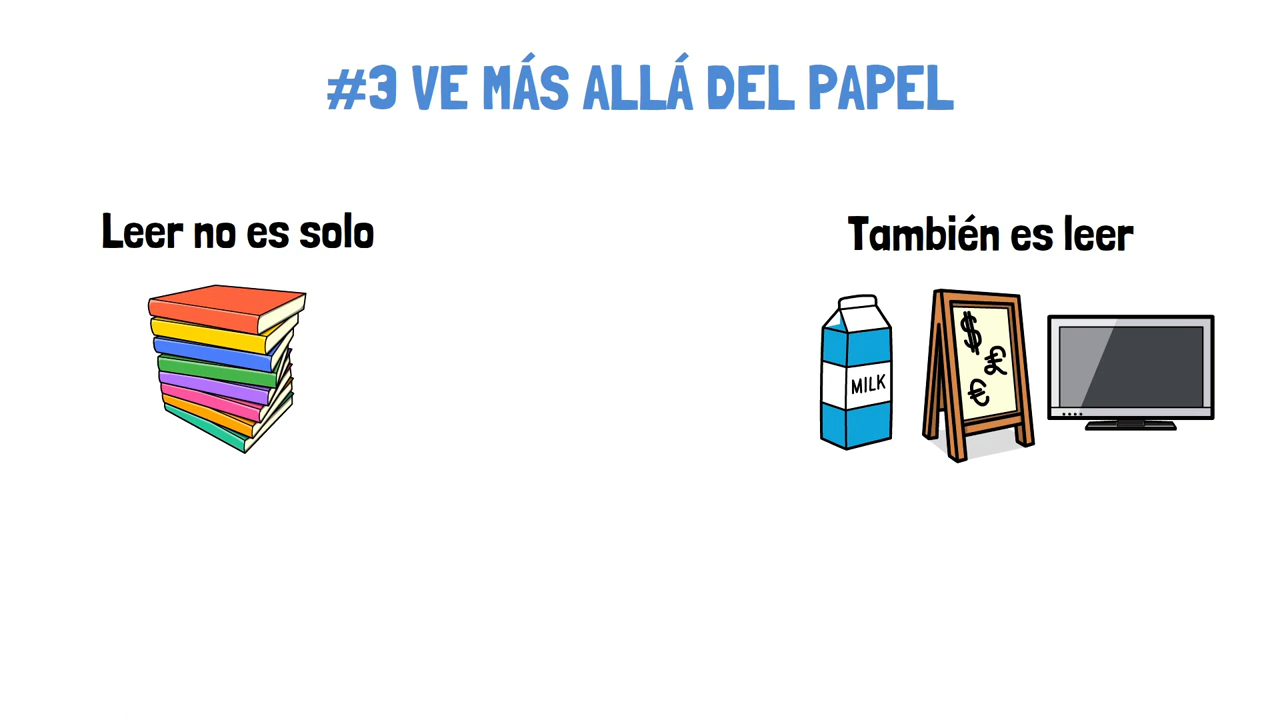 #3 VE MÁS ALLÁ DEL PAPEL
Leer no es solo
También es leer
MILK
$
£
€